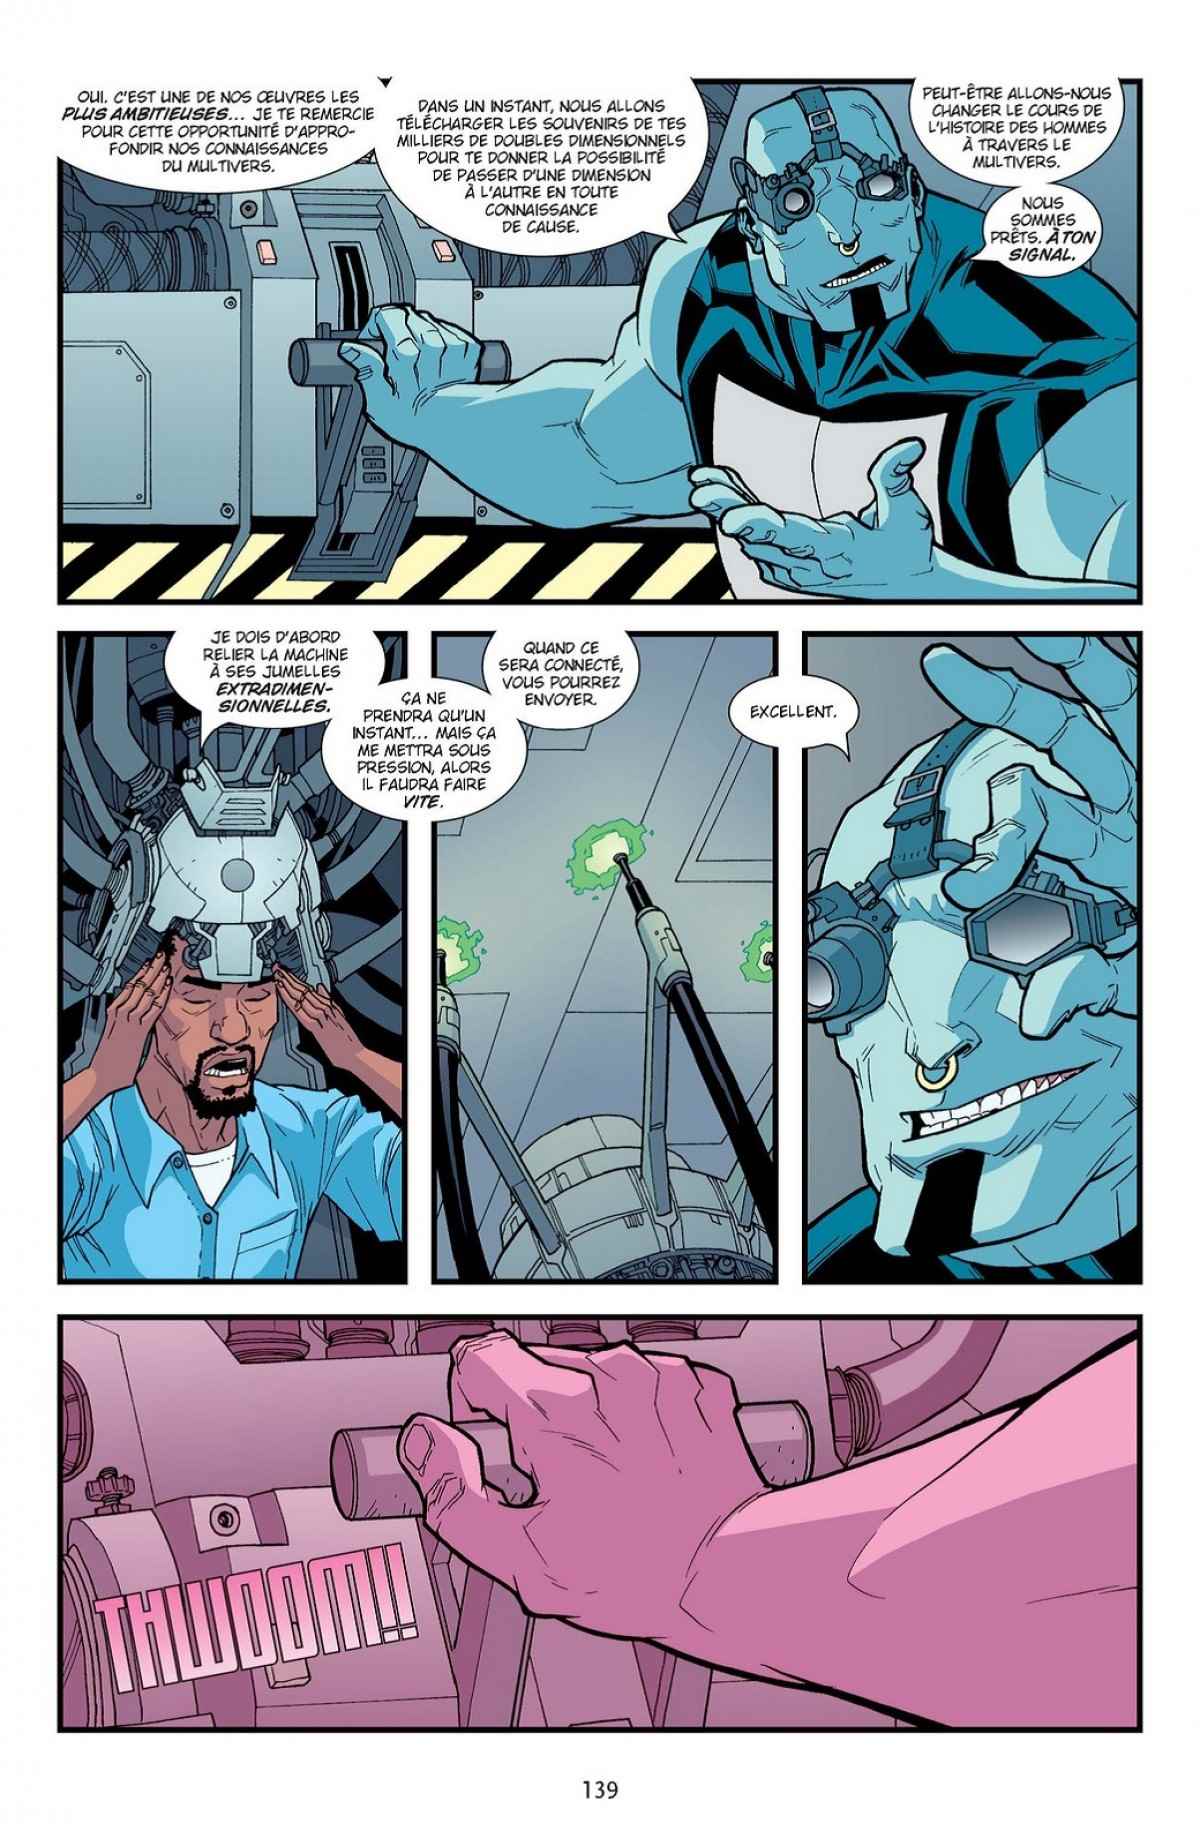 OUI. C'EST UNE DE NOS ŒUVRES LES
PLUS AMBITIEUSES... JE TE REMERCIE
POUR CETTE OPPORTUNITÉ D'APPRO-
FONDIR NOS CONNAISSANCES
DU MULTIVERS.
DANS UN INSTANT, NOUS ALLONS
TÉLÉCHARGER LES SOUVENIRS DE TES
MILLIERS DE DOUBLES DIMENSIONNELS
POUR TE DONNER LA POSSIBILITÉ
DE PASSER D'UNE DIMENSION
À L'AUTRE EN TOUTE
CONNAISSANCE
DE CAUSE.
PEUT-ÊTRE ALLONS-NOUS
CHANGER LE COURS DE
L'HISTOIRE DES HOMMES
À TRAVERS LE
MULTIVERS.
NOUS
SOMMES
PRÊTS. À TON
SIGNAL.
JE DOIS D'ABORD
RELIER LA MACHINE
À SES JUMELLES
EXTRADIMEN-
SIONNELLES.
ÇA NE
PRENDRA QU'UN
INSTANT... MAIS ÇA
ME METTRA SOUS
PRESSION, ALORS
IL FAUDRA FAIRE
VITE.
QUAND CE
SERA CONNECTÉ,
VOUS POURREZ
ENVOYER.
EXCELLENT.
THWOOM!!
139